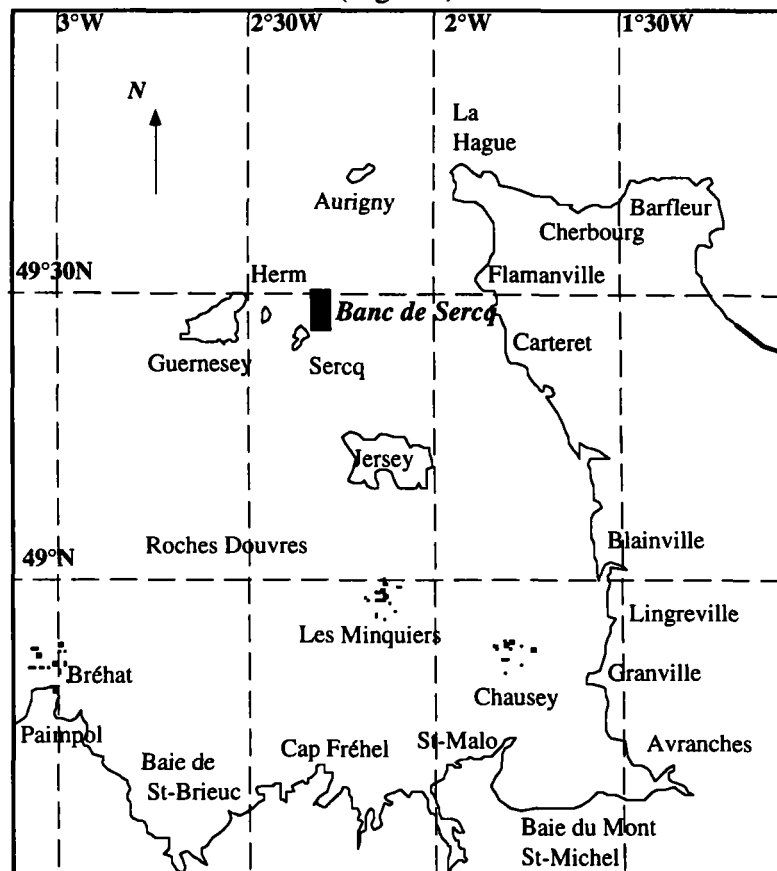 3°W
2°30W
2°W
1°30W
N
La
Hague
Aurigny
Barfleur
Cherbourg
49°30N
Herm
Flamanville
Banc de Sercq
Guernesey
Sercq
Carteret
Jersey
Roches Douvres
Blainville
49°N
Les Minquiers
Lingreville
Bréhat
Chausey
Granville
Paimpol
Baie de
St-Brieuc
Cap Fréhel
St-Malo
Avranches
Baie du Mont
St-Michel